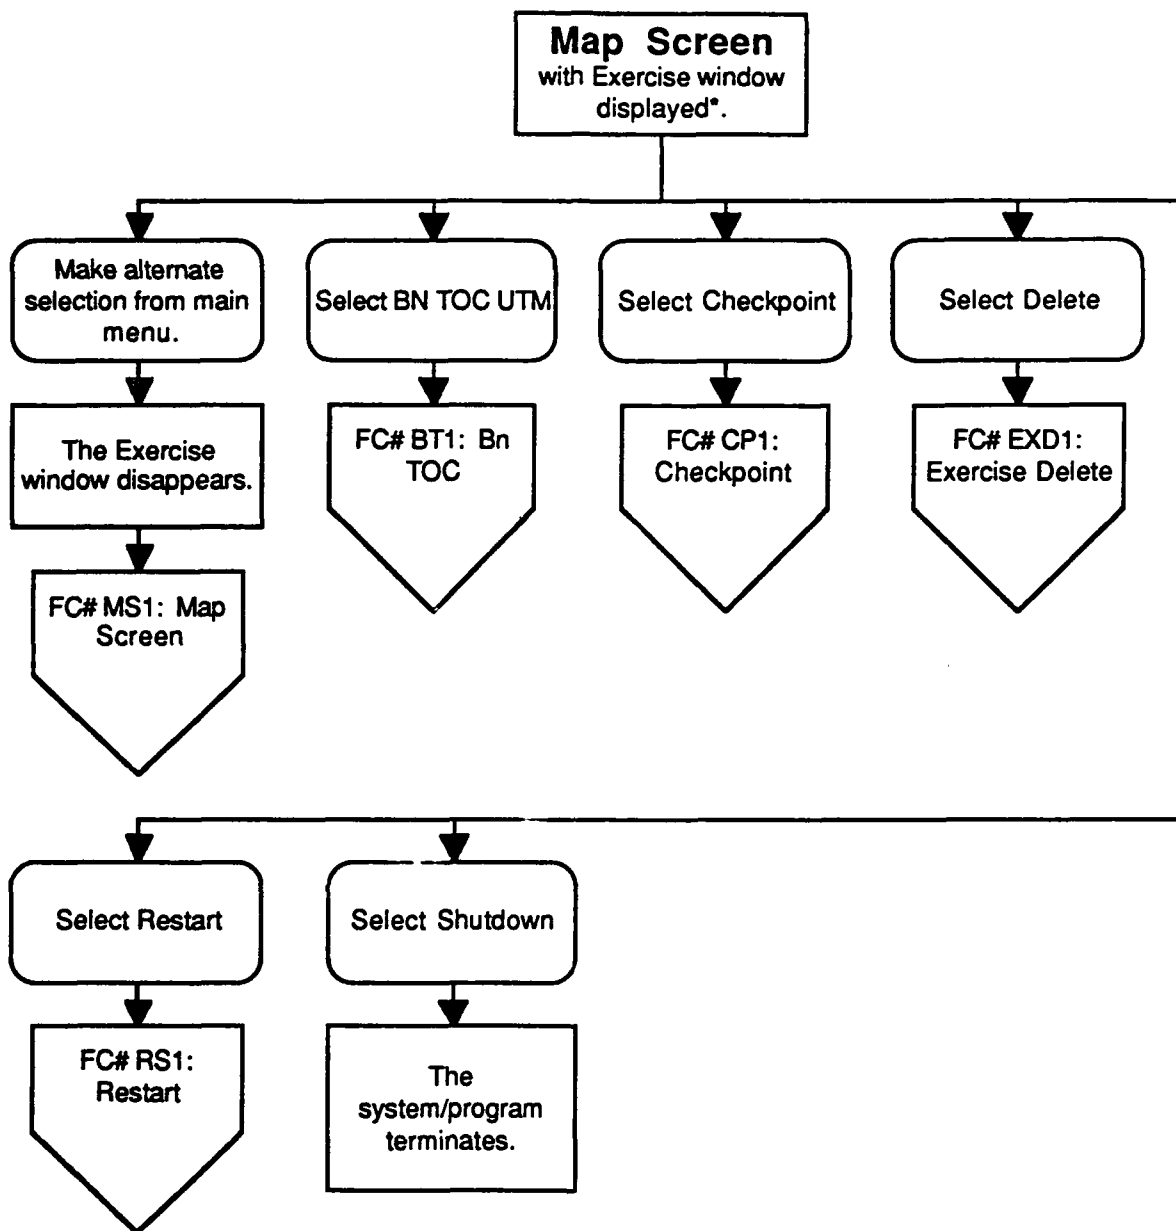 Map Screen
with Exercise window
displayed*.
Make alternate
selection from main
menu.
Select BN TOC UTM
Select Checkpoint
Select Delete
The Exercise
window disappears.
FC# BT1: Bn
TOC
FC# CP1:
Checkpoint
FC# EXD1:
Exercise Delete
FC# MS1: Map
Screen
Select Restart
Select Shutdown
FC# RS1:
Restart
The
system/program
terminates.